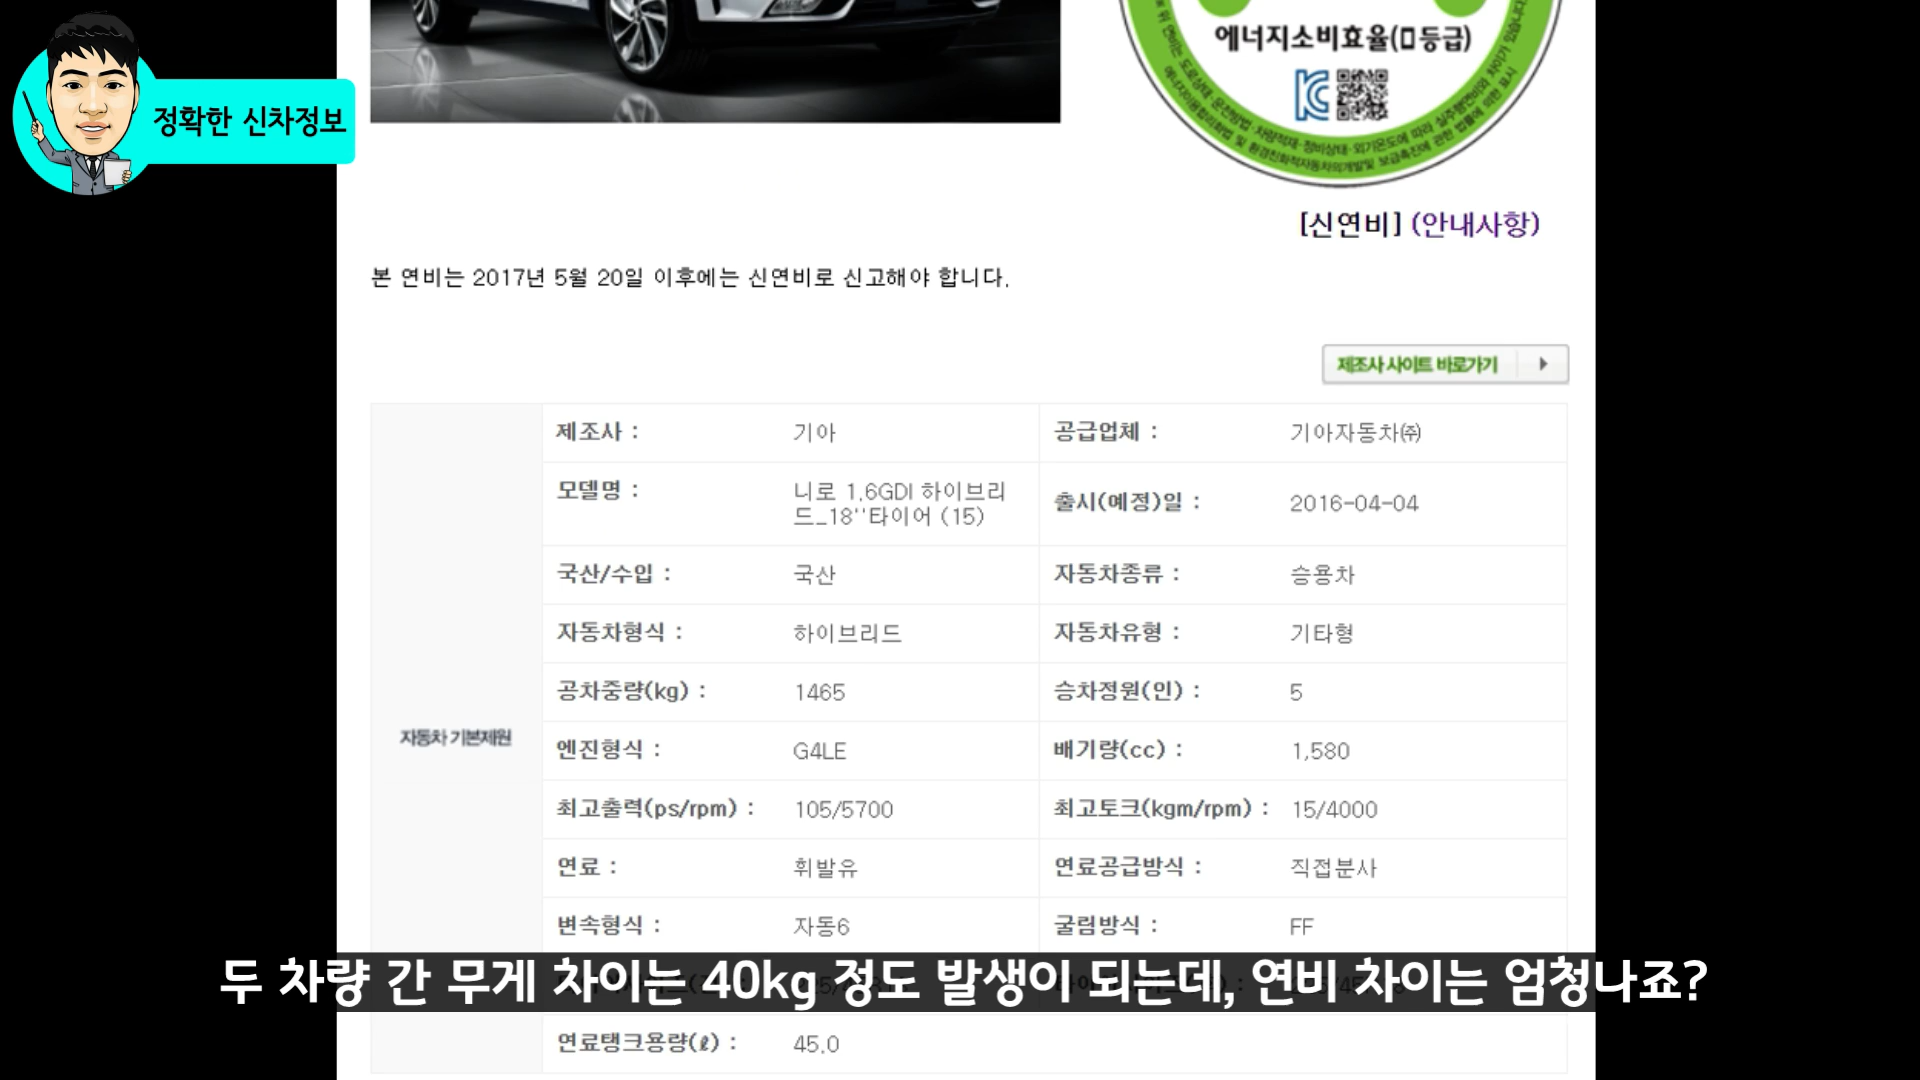 정확한 신차정보
에너지소비효율(등급)
[신연비] (안내사항)
본 연비는 2017년 5월 20일 이후에는 신연비로 신고해야 합니다.
제조사 사이트 바로가기
자동차 기본제원
제조사 : 기아 공급업체 : 기아자동차㈜
모델명 : 니로 1.6GDI 하이브리
드_18''타이어 (15) 출시(예정)일 : 2016-04-04
국산/수입 : 국산 자동차종류 : 승용차
자동차형식 : 하이브리드 자동차유형 : 기타형
공차중량(kg) : 1465 승차정원(인) : 5
엔진형식 : G4LE 배기량(cc) : 1,580
최고출력(ps/rpm) : 105/5700 최고토크(kgm/rpm) : 15/4000
연료 : 휘발유 연료공급방식 : 직접분사
변속형식 : 자동6 굴림방식 : FF
두 차량 간 무게 차이는 40kg 정도 발생이 되는데, 연비 차이는 엄청나죠?
연료탱크용량(ℓ) : 45.0